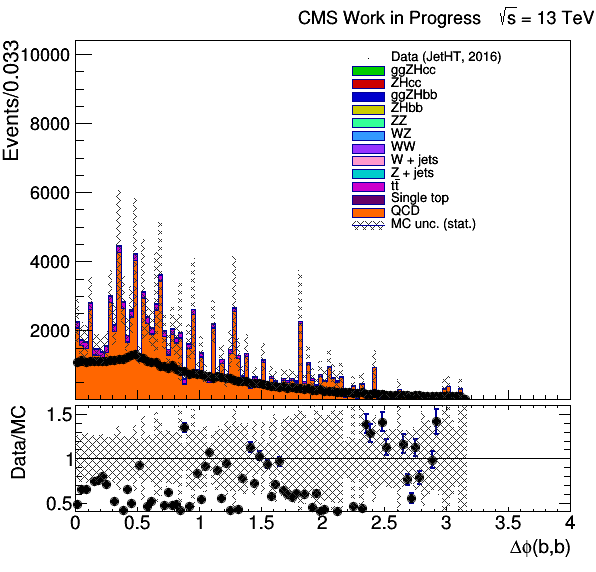 CMS Work in Progress √s = 13 TeV
Events/0.033
10000
8000
6000
4000
2000
Data (JetHT, 2016)
ggZHcc
ZHcc
ggZHbb
ZHbb
ZZ
WZ
WW
W + jets
Z + jets
tt̄
Single top
QCD
MC unc. (stat.)
Data/MC
1.5
1
0.5
0 0.5 1 1.5 2 2.5 3 3.5 4
Δϕ(b,b)